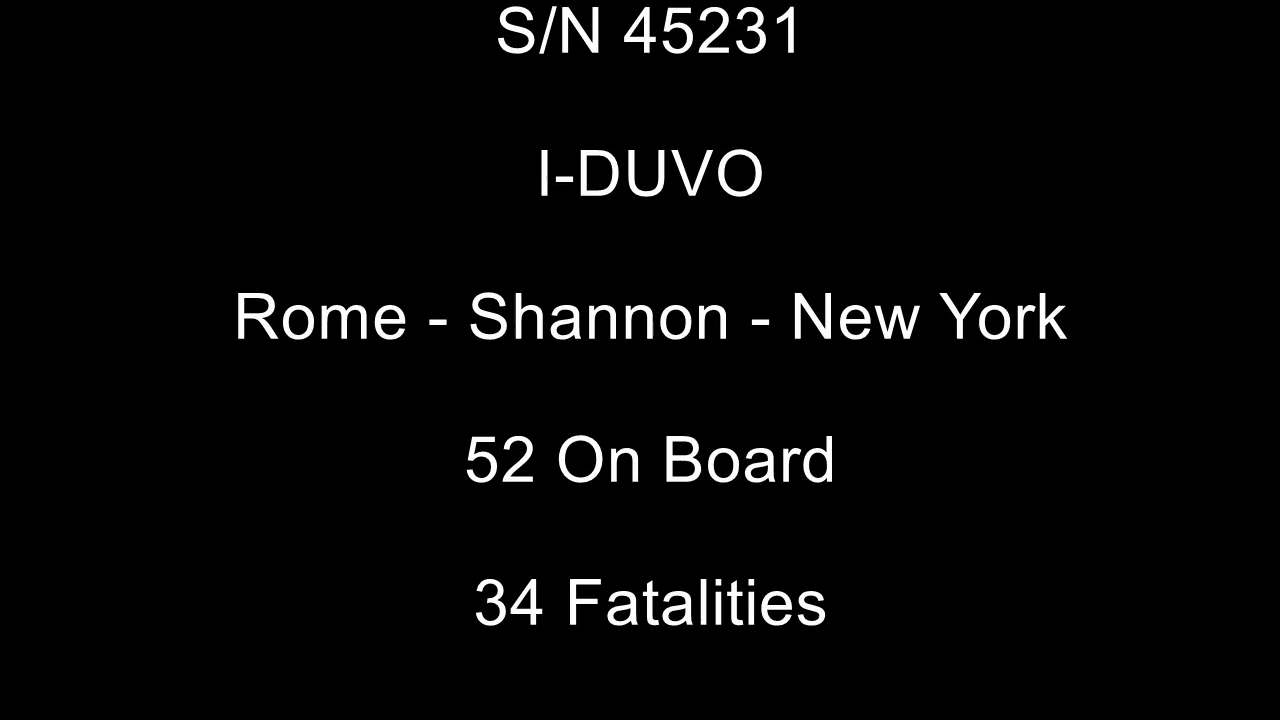 S/N 45231
I-DUVO
Rome - Shannon - New York
52 On Board
34 Fatalities